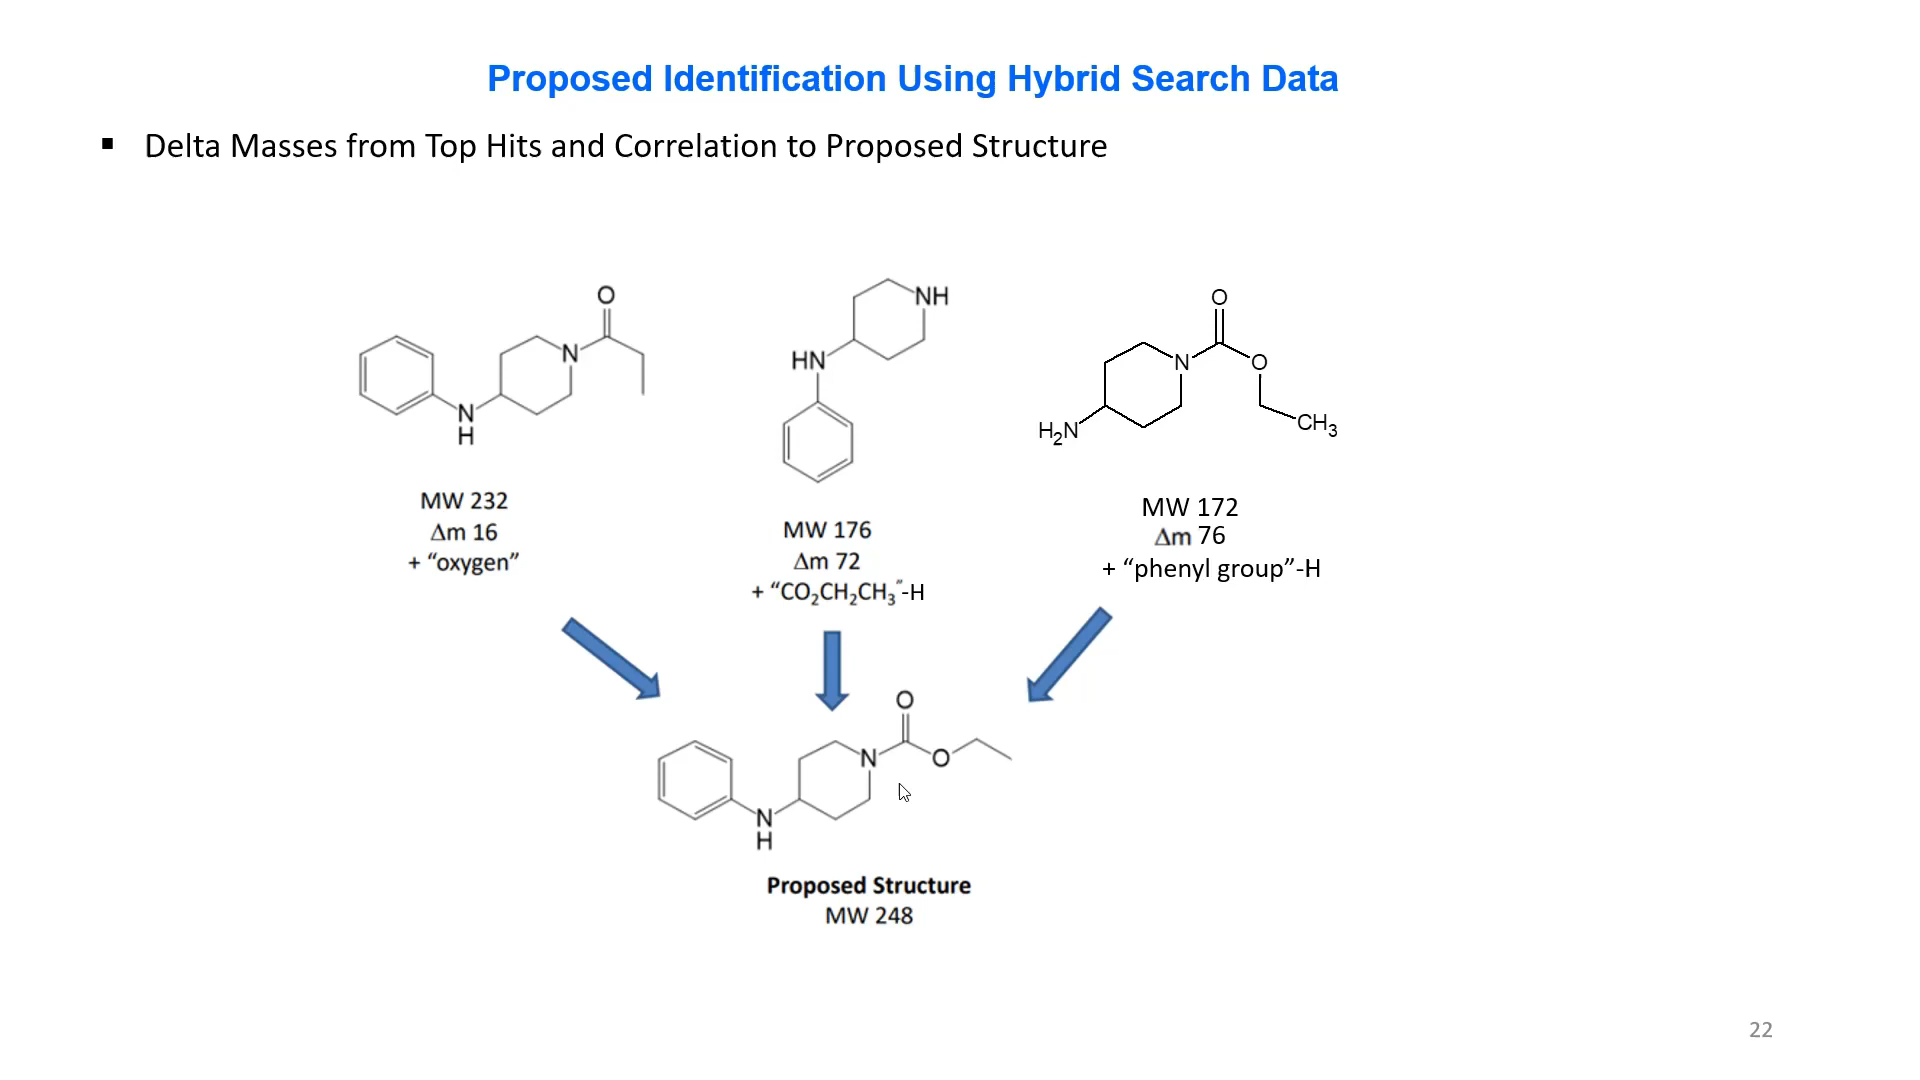 Proposed Identification Using Hybrid Search Data
▪ Delta Masses from Top Hits and Correlation to Proposed Structure
O
N
N
H
MW 232
Δm 16
+ “oxygen”
NH
HN
MW 176
Δm 72
+ “CO₂CH₂CH₃”-H
O
N
O
H₂N
CH₃
MW 172
Δm 76
+ “phenyl group”-H
O
N
O
N
H
Proposed Structure
MW 248
22